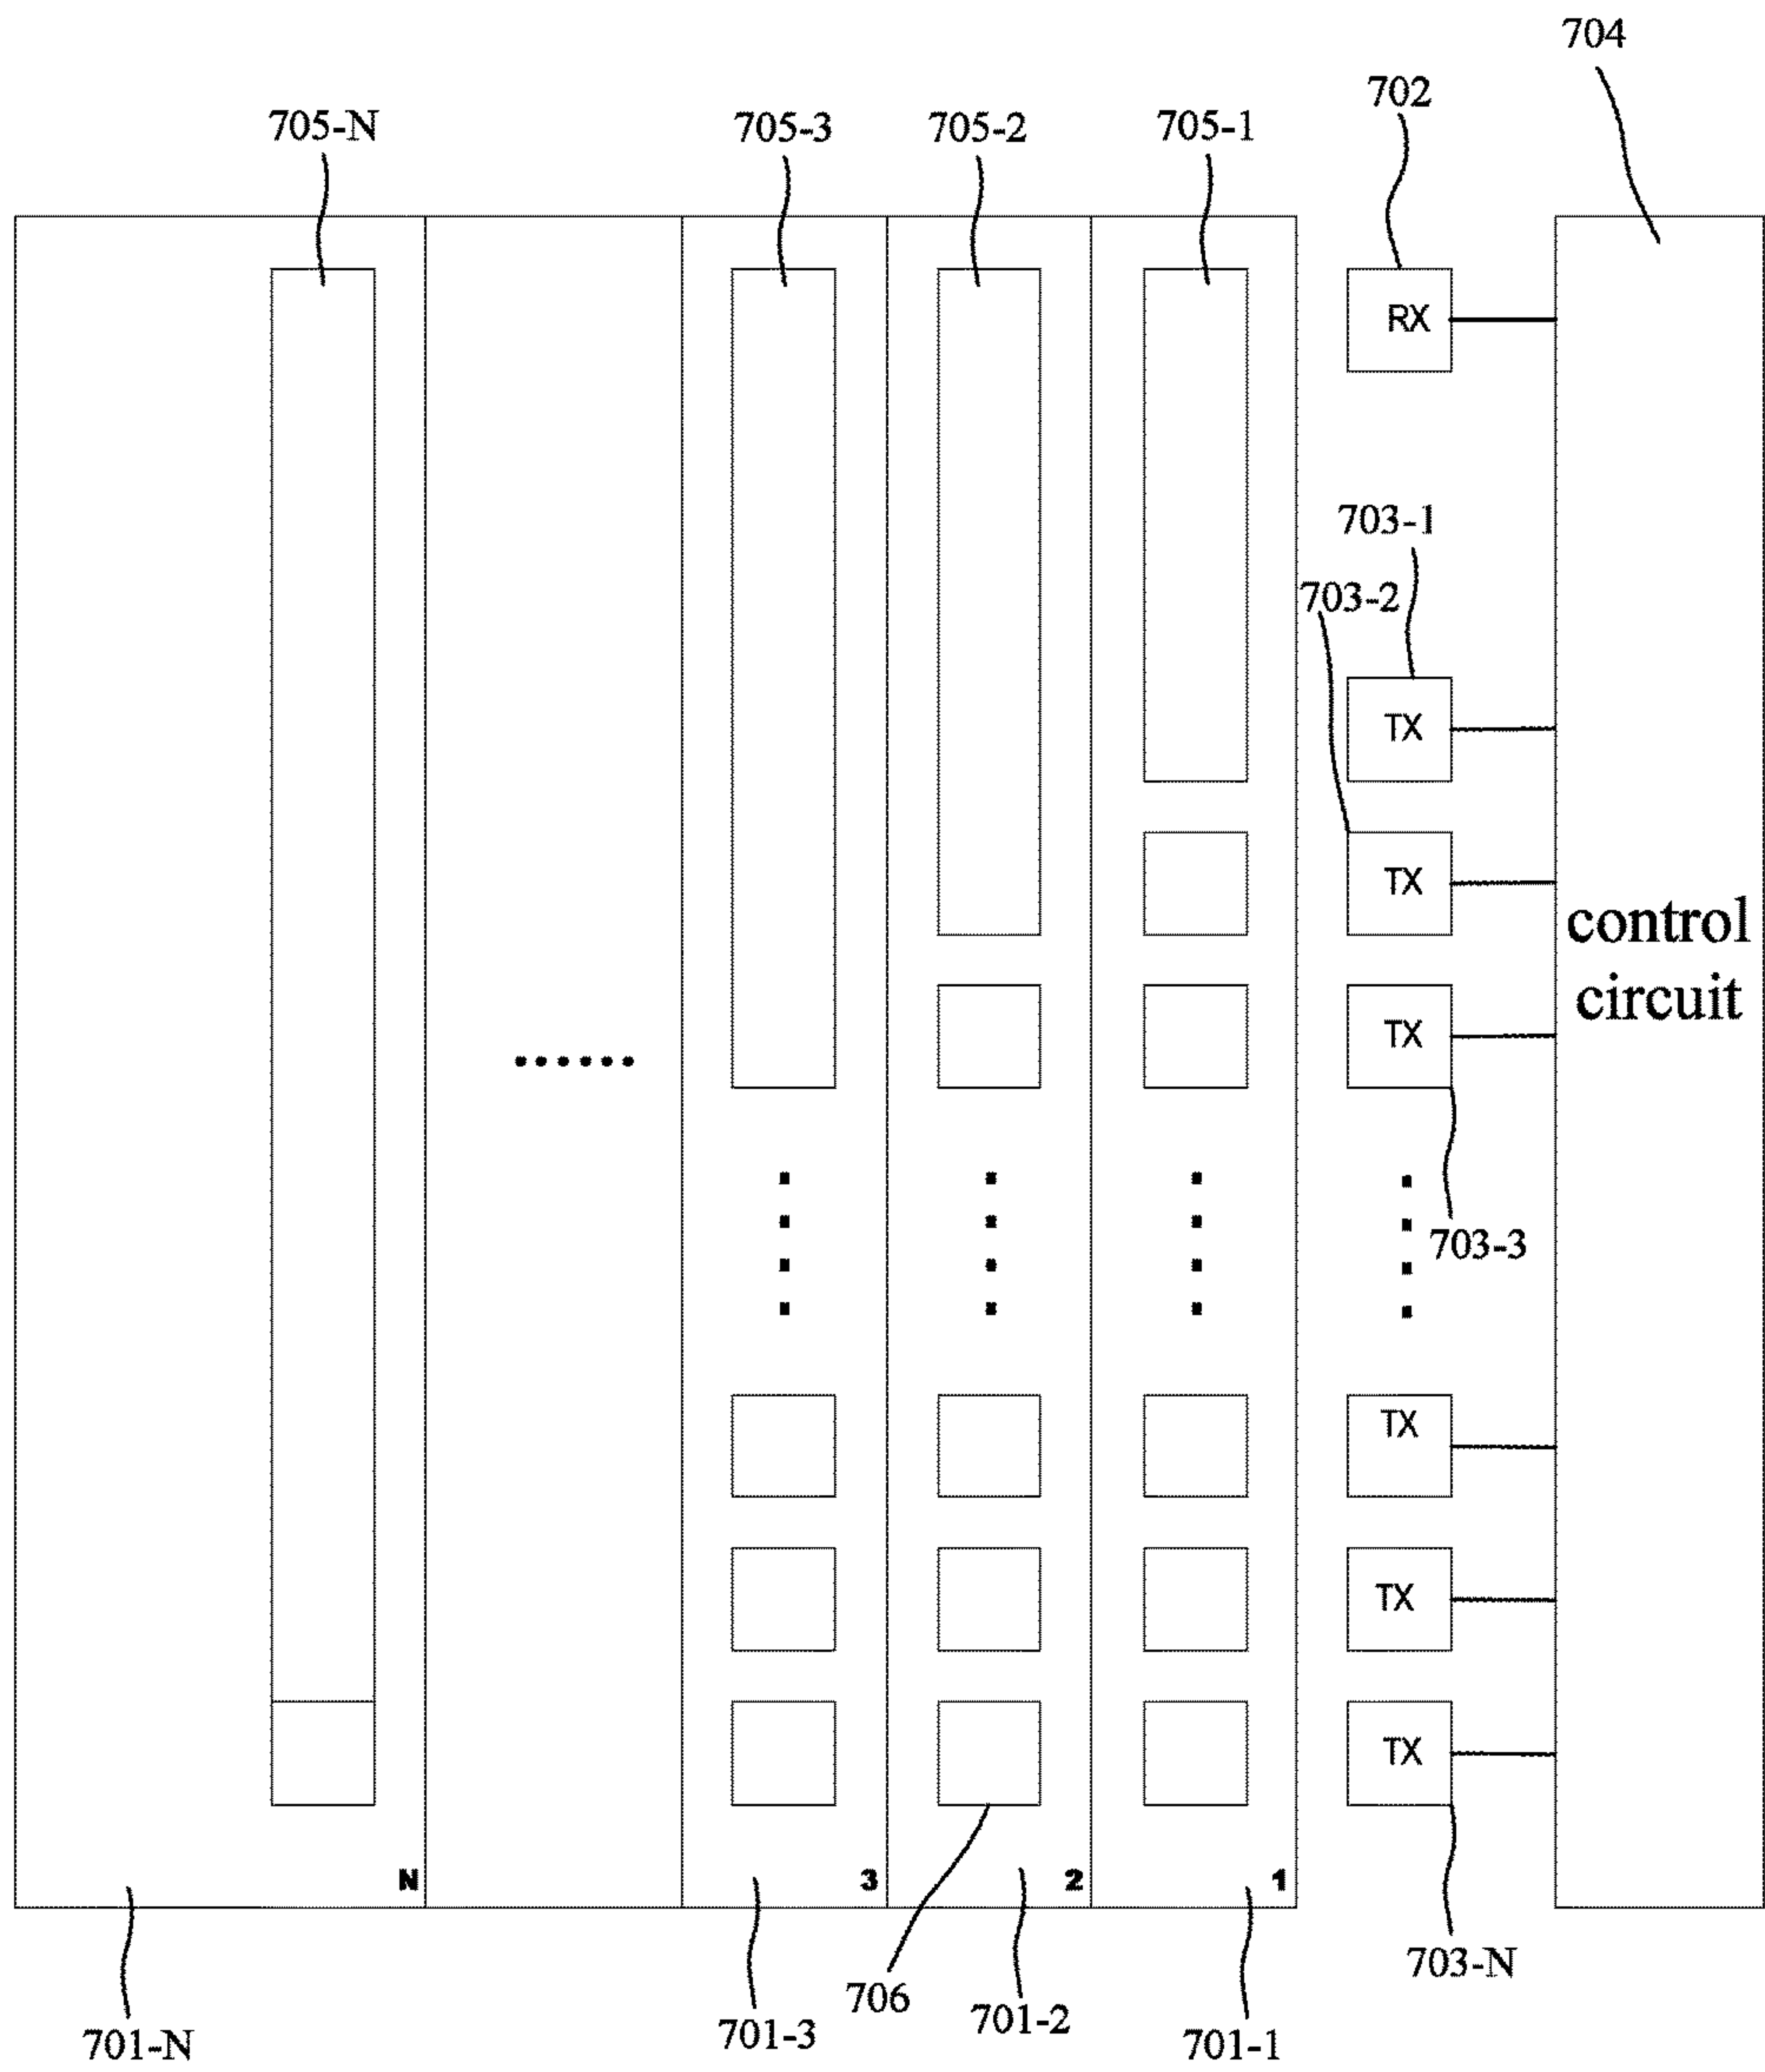 704
702
705-N
705-3
705-2
705-1
RX
703-1
703-2
TX
TX
control
circuit
TX
703-3
TX
TX
TX
N
3
2
1
703-N
706
701-2
701-3
701-1
701-N